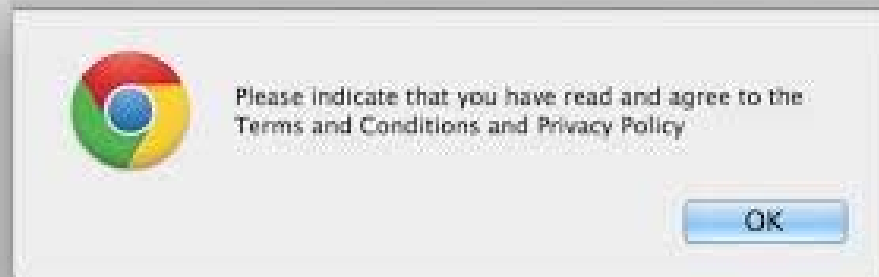 Please indicate that you have read and agree to the
Terms and Conditions and Privacy Policy
OK